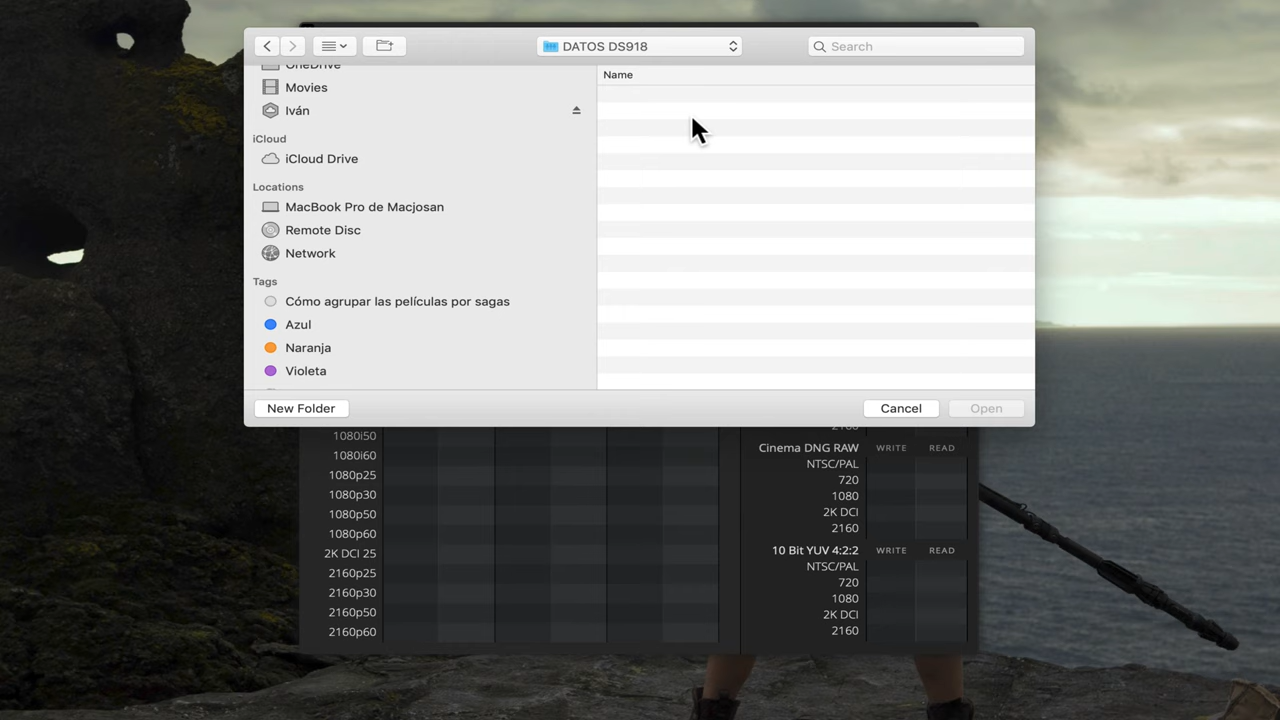 DATOS DS918
Search
OneDrive
Movies
Iván
iCloud
iCloud Drive
Locations
MacBook Pro de Macjosan
Remote Disc
Network
Tags
Cómo agrupar las películas por sagas
Azul
Naranja
Violeta
Name
New Folder
Cancel
Open
1080i50
1080i60
1080p25
1080p30
1080p50
1080p60
2K DCI 25
2160p25
2160p30
2160p50
2160p60
2160
Cinema DNG RAW WRITE READ
NTSC/PAL
720
1080
2K DCI
2160
10 Bit YUV 4:2:2 WRITE READ
NTSC/PAL
720
1080
2K DCI
2160